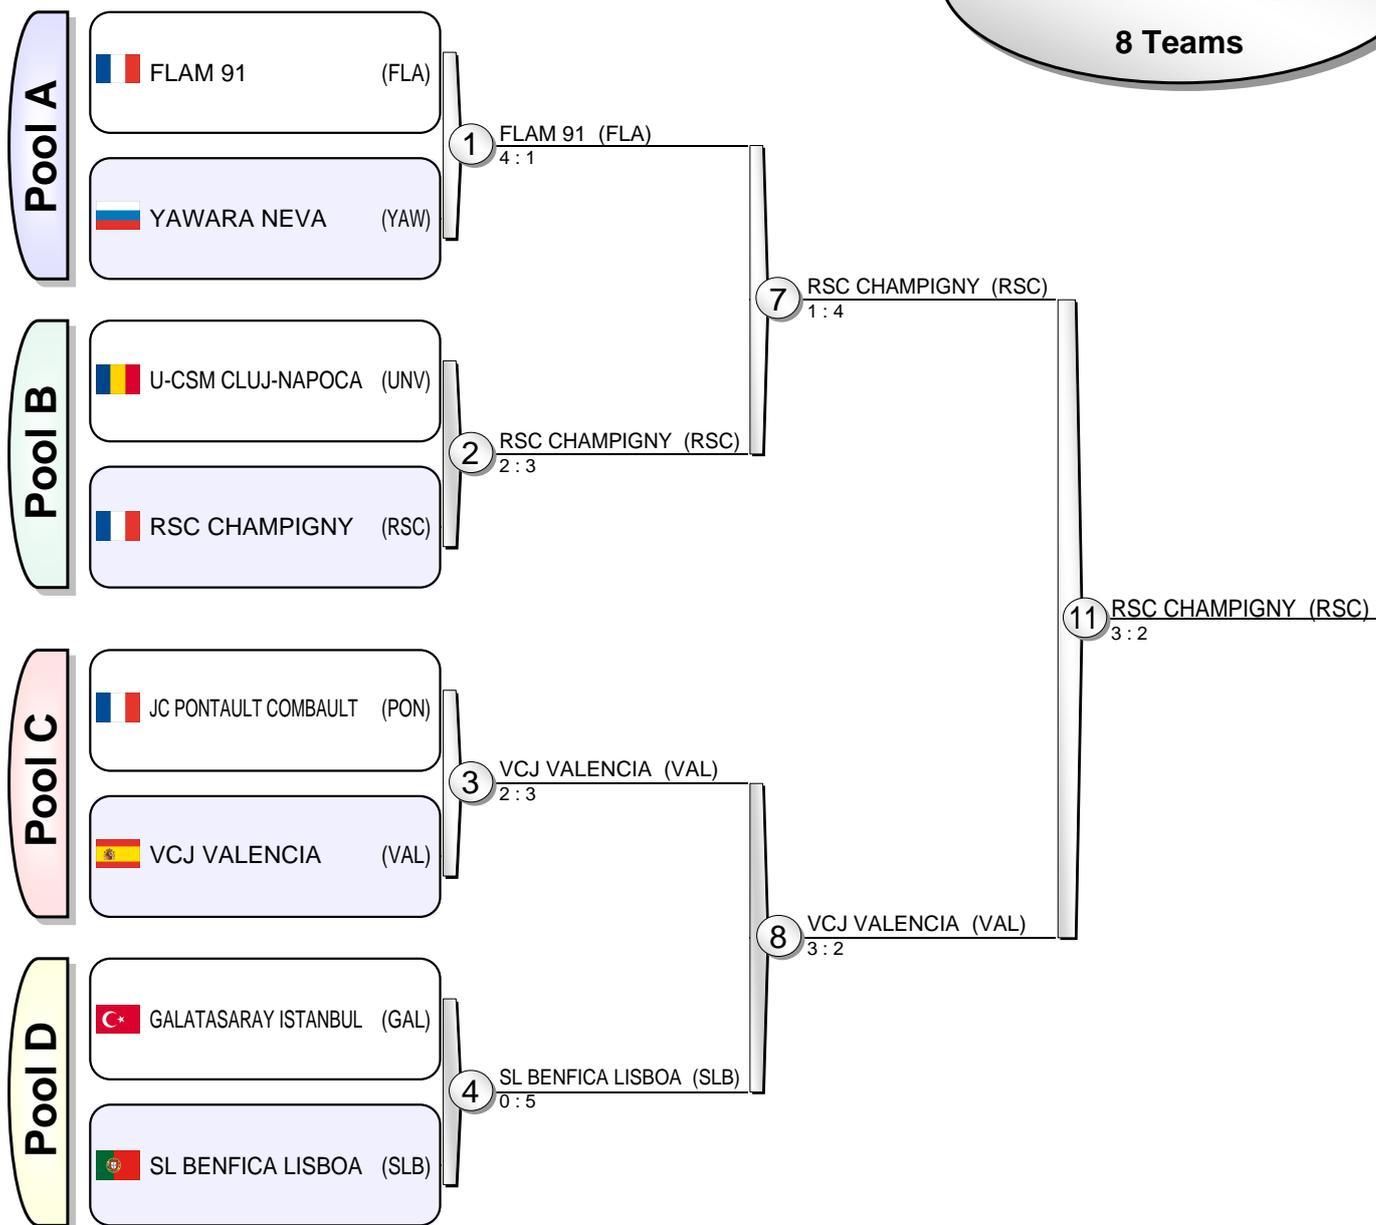 8 Teams
Pool A
FLAM 91 (FLA)
YAWARA NEVA (YAW)
1
FLAM 91 (FLA)
4 : 1
Pool B
U-CSM CLUJ-NAPOCA (UNV)
RSC CHAMPIGNY (RSC)
2
RSC CHAMPIGNY (RSC)
2 : 3
7
RSC CHAMPIGNY (RSC)
1 : 4
Pool C
JC PONTAULT COMBAULT (PON)
VCJ VALENCIA (VAL)
3
VCJ VALENCIA (VAL)
2 : 3
Pool D
GALATASARAY ISTANBUL (GAL)
SL BENFICA LISBOA (SLB)
4
SL BENFICA LISBOA (SLB)
0 : 5
8
VCJ VALENCIA (VAL)
3 : 2
11
RSC CHAMPIGNY (RSC)
3 : 2